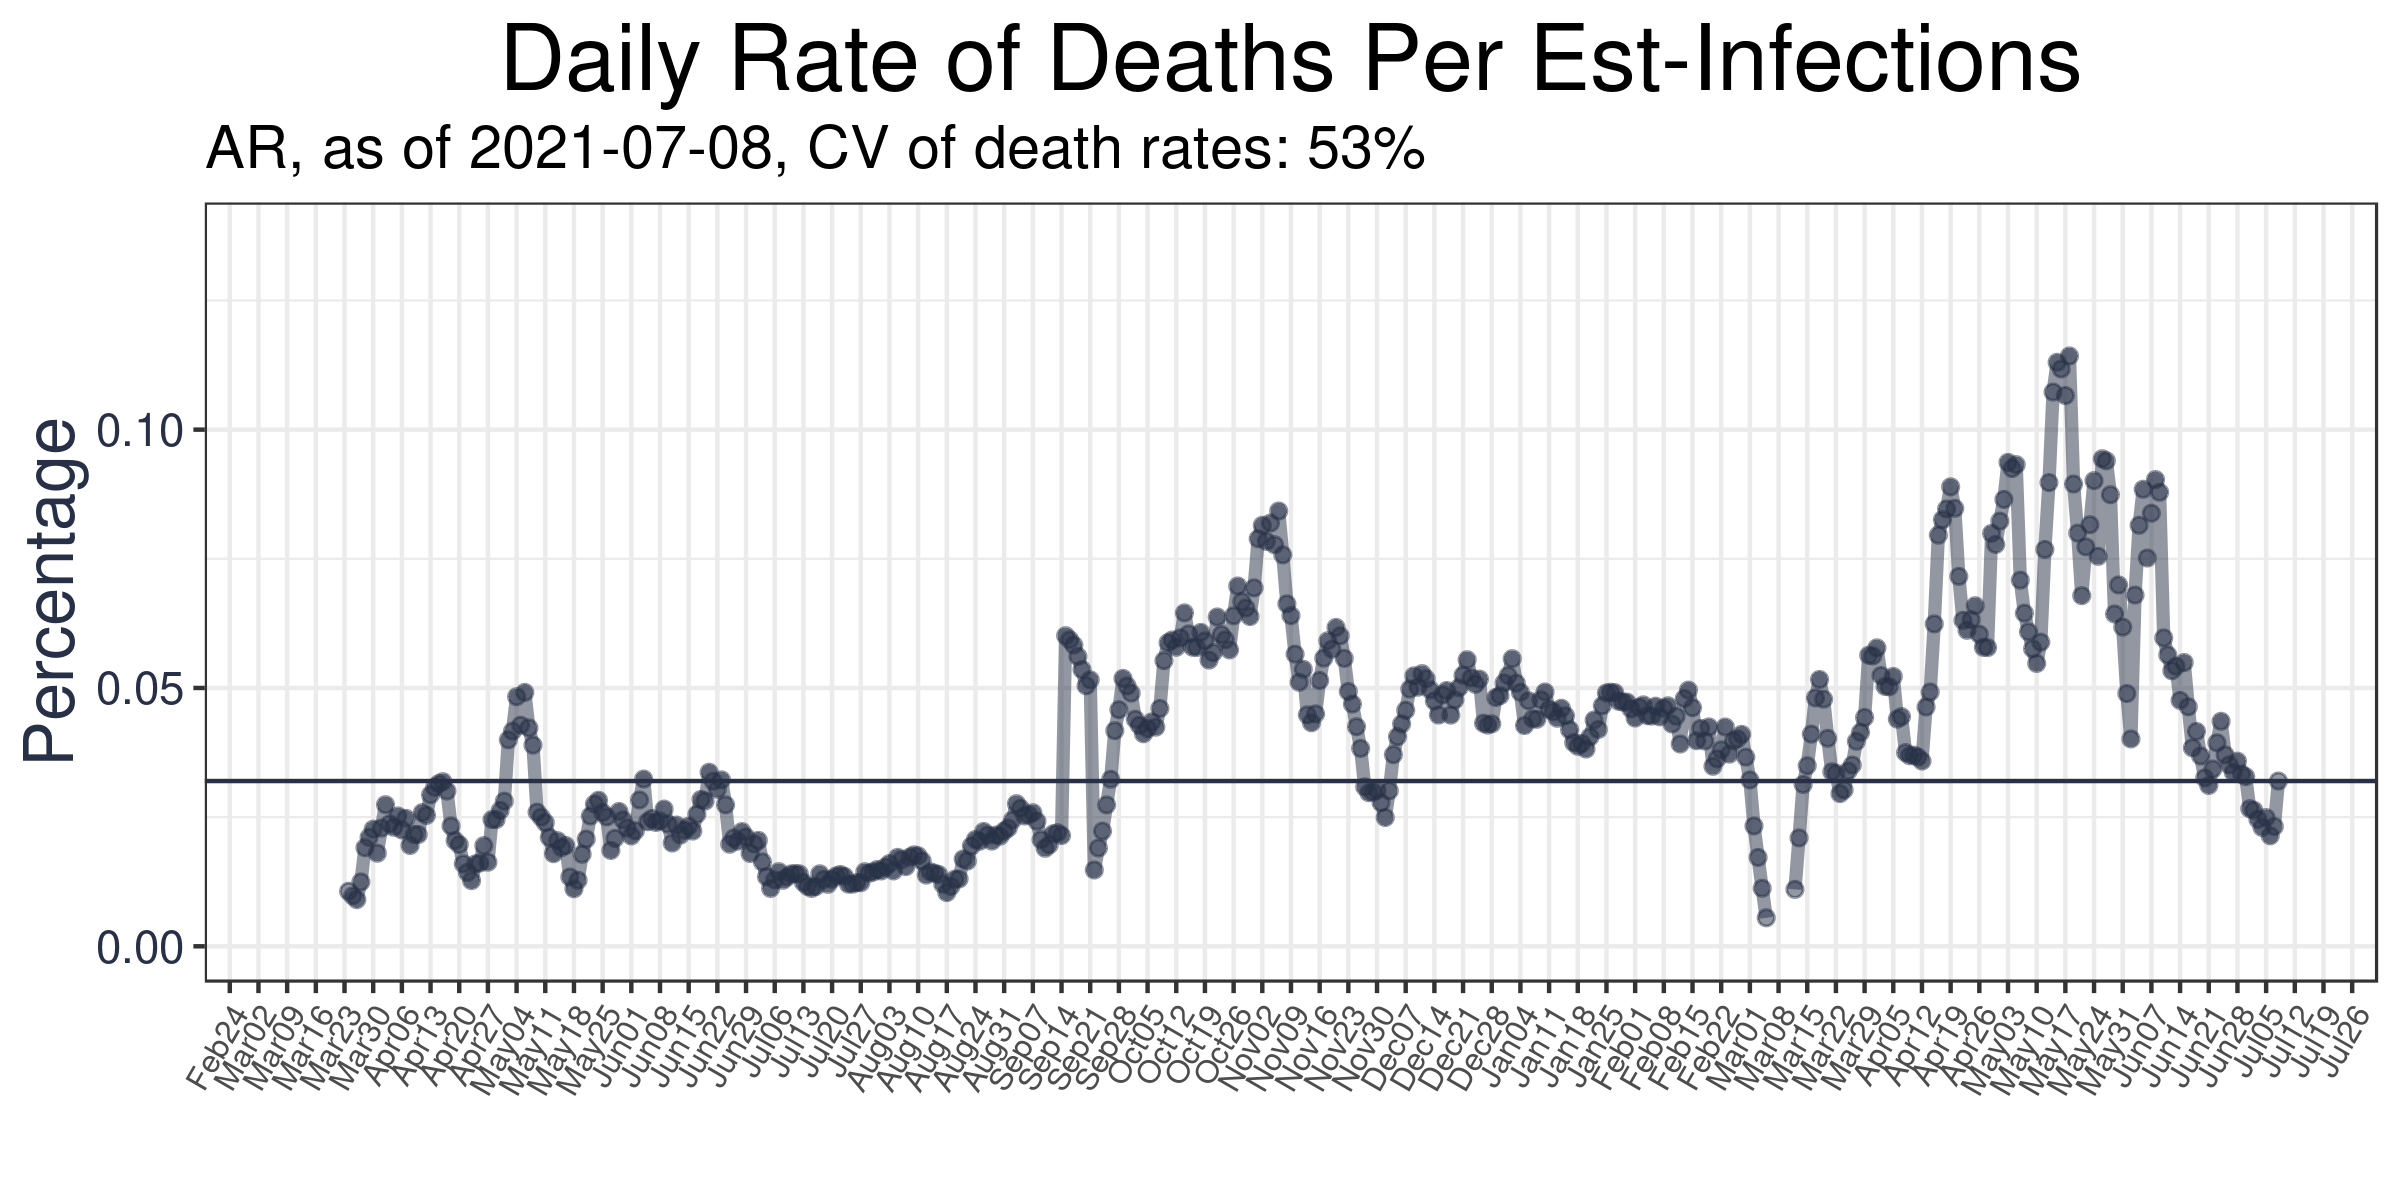 Daily Rate of Deaths Per Est-Infections
AR, as of 2021-07-08, CV of death rates: 53%
Percentage
0.10
0.05
0.00
Feb24
Mar02
Mar09
Mar16
Mar23
Mar30
Apr06
Apr13
Apr20
Apr27
May04
May11
May18
May25
Jun01
Jun08
Jun15
Jun22
Jun29
Jul06
Jul13
Jul20
Jul27
Aug03
Aug10
Aug17
Aug24
Aug31
Sep07
Sep14
Sep21
Sep28
Oct05
Oct12
Oct19
Oct26
Nov02
Nov09
Nov16
Nov23
Nov30
Dec07
Dec14
Dec21
Dec28
Jan04
Jan11
Jan18
Jan25
Feb01
Feb08
Feb15
Feb22
Mar01
Mar08
Mar15
Mar22
Mar29
Apr05
Apr12
Apr19
Apr26
May03
May10
May17
May24
May31
Jun07
Jun14
Jun21
Jun28
Jul05
Jul12
Jul19
Jul26